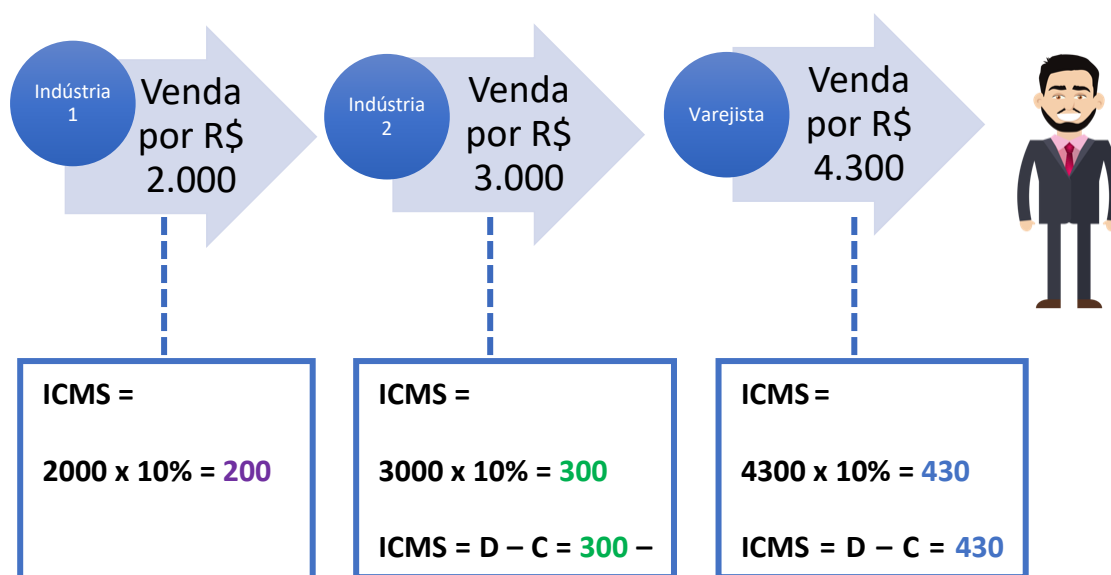 Indústria
1
Venda
por R$
2.000
Indústria
2
Venda
por R$
3.000
Varejista
Venda
por R$
4.300
ICMS =
2000 x 10% = 200
ICMS =
3000 x 10% = 300
ICMS = D – C = 300 –
ICMS =
4300 x 10% = 430
ICMS = D – C = 430